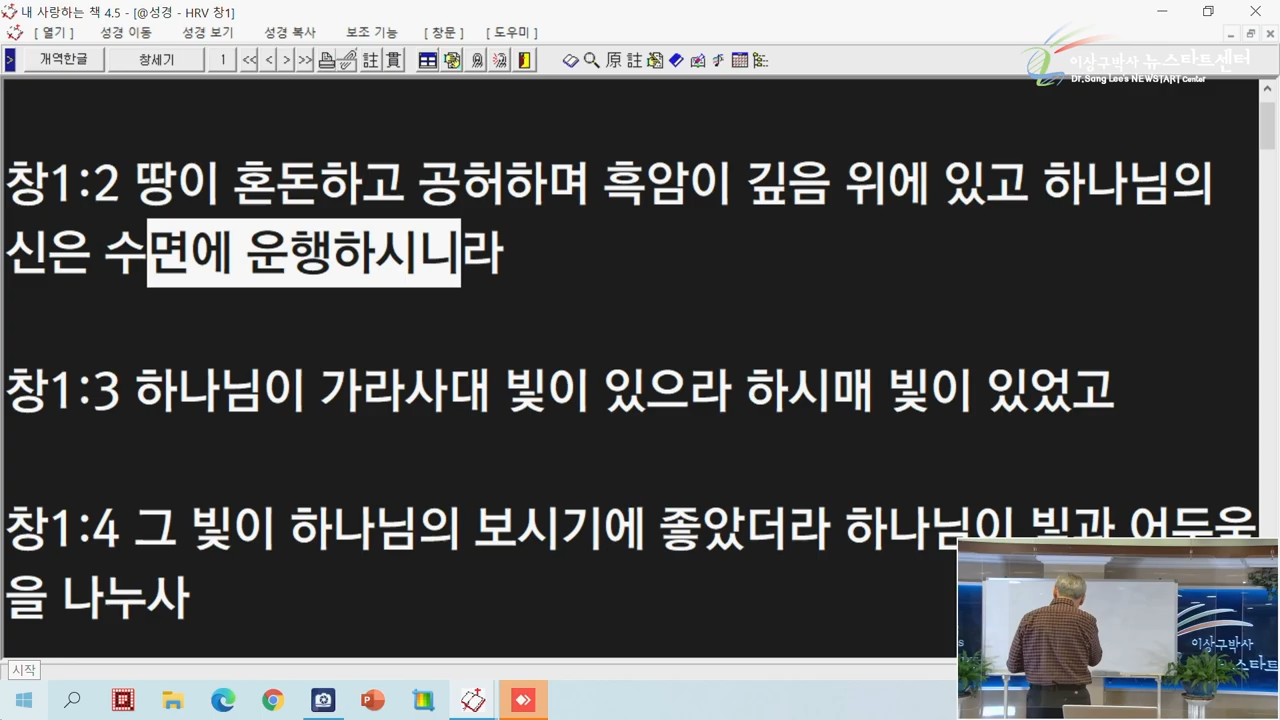 내 사랑하는 책 4.5 - [@성경 - HRV 창1]
[ 열기 ] 성경 이동 성경 보기 성경 복사 보조 기능 [ 창문 ] [ 도우미 ]
> 개역한글 창세기 1 << < > >> 註 貫 原 註
이상구박사 뉴스타트센터
Dr.Sang Lee's NEWSTART Center
창1:2 땅이 혼돈하고 공허하며 흑암이 깊음 위에 있고 하나님의
신은 수면에 운행하시니라
창1:3 하나님이 가라사대 빛이 있으라 하시매 빛이 있었고
창1:4 그 빛이 하나님의 보시기에 좋았더라 하나님이 빛과 어두움
을 나누사
이상구박사
스타트
시작